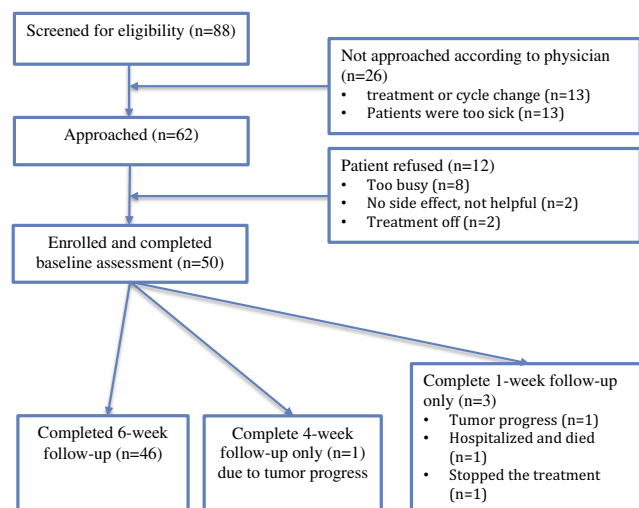 Screened for eligibility (n=88)
Not approached according to physician
(n=26)
• treatment or cycle change (n=13)
• Patients were too sick (n=13)
Approached (n=62)
Patient refused (n=12)
• Too busy (n=8)
• No side effect, not helpful (n=2)
• Treatment off (n=2)
Enrolled and completed
baseline assessment (n=50)
Completed 6-week
follow-up (n=46)
Complete 4-week
follow-up only (n=1)
due to tumor progress
Complete 1-week follow-up
only (n=3)
• Tumor progress (n=1)
• Hospitalized and died
(n=1)
• Stopped the treatment
(n=1)